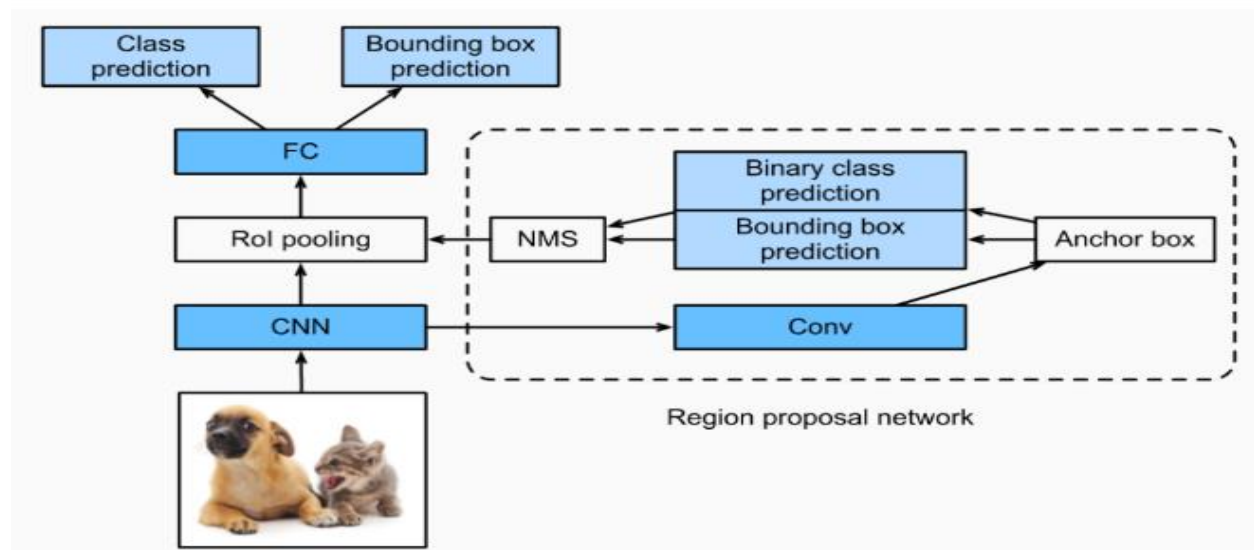 Class
prediction
Bounding box
prediction
FC
Binary class
prediction
RoI pooling
NMS
Bounding box
prediction
Anchor box
CNN
Conv
Region proposal network